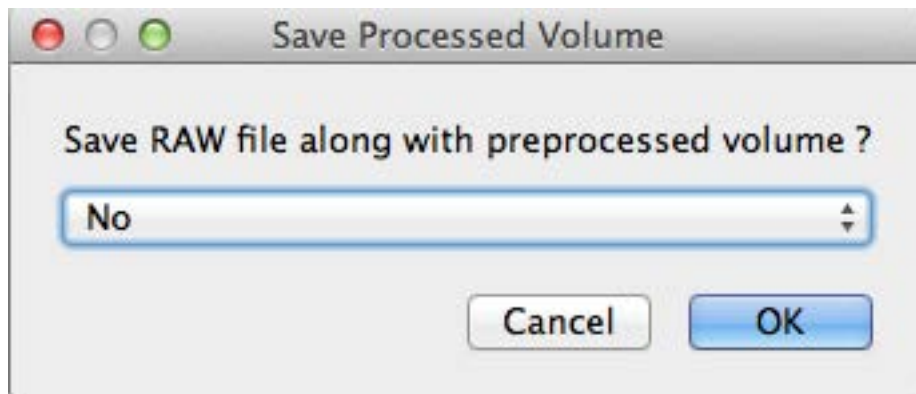 Save Processed Volume
Save RAW file along with preprocessed volume ?
No
Cancel OK